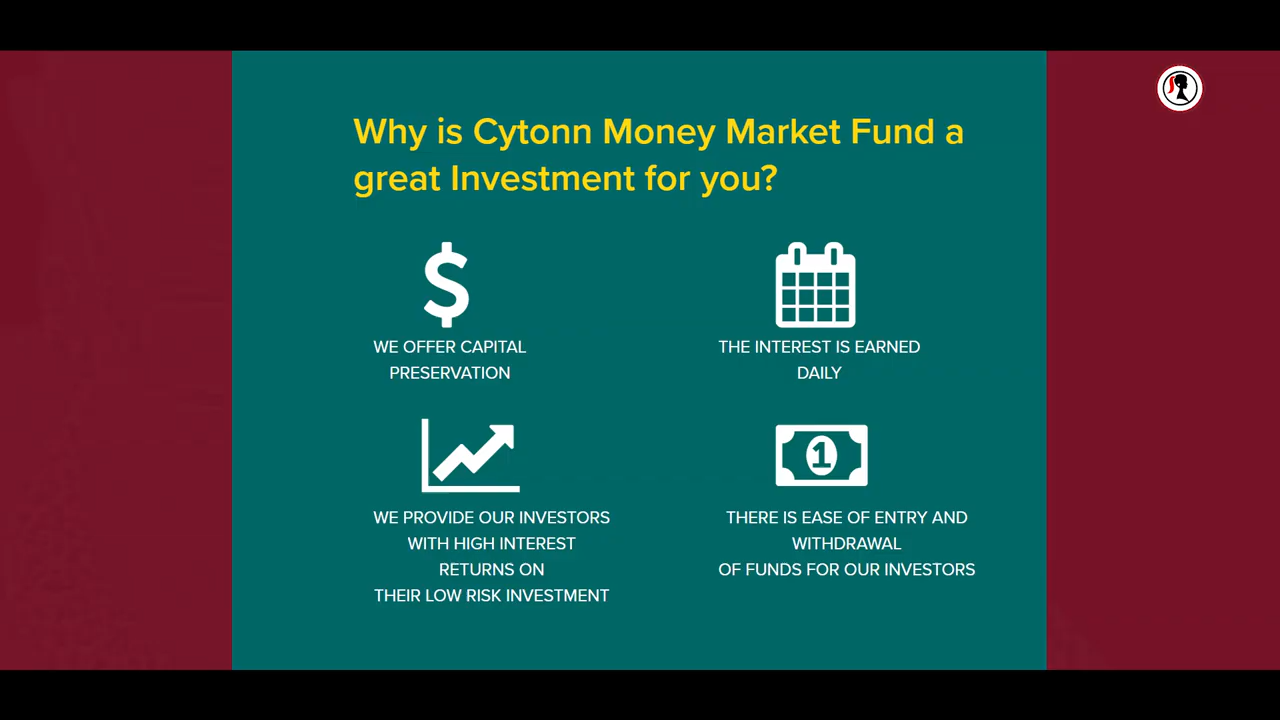 Why is Cytonn Money Market Fund a
great Investment for you?
$
WE OFFER CAPITAL
PRESERVATION
THE INTEREST IS EARNED
DAILY
1
WE PROVIDE OUR INVESTORS
WITH HIGH INTEREST
RETURNS ON
THEIR LOW RISK INVESTMENT
THERE IS EASE OF ENTRY AND
WITHDRAWAL
OF FUNDS FOR OUR INVESTORS